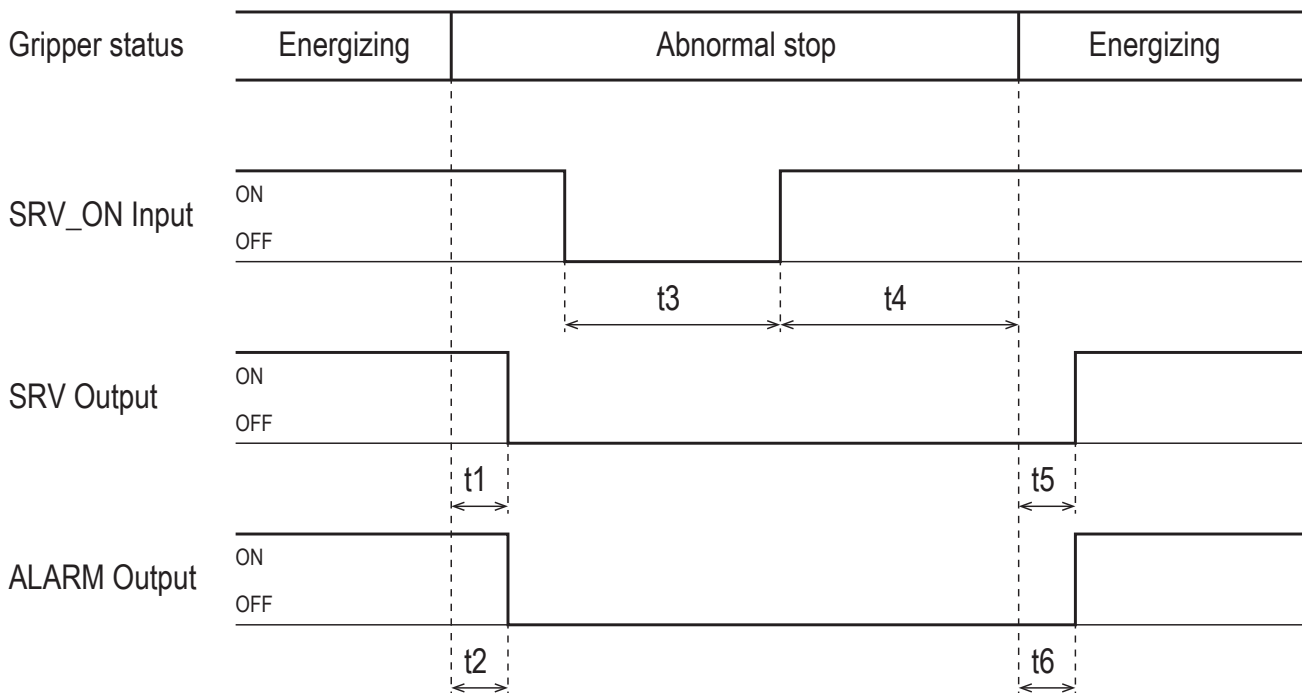 Gripper status
Energizing
Abnormal stop
Energizing
SRV_ON Input
ON
OFF
t3
t4
SRV Output
ON
OFF
t1
t5
ALARM Output
ON
OFF
t2
t6